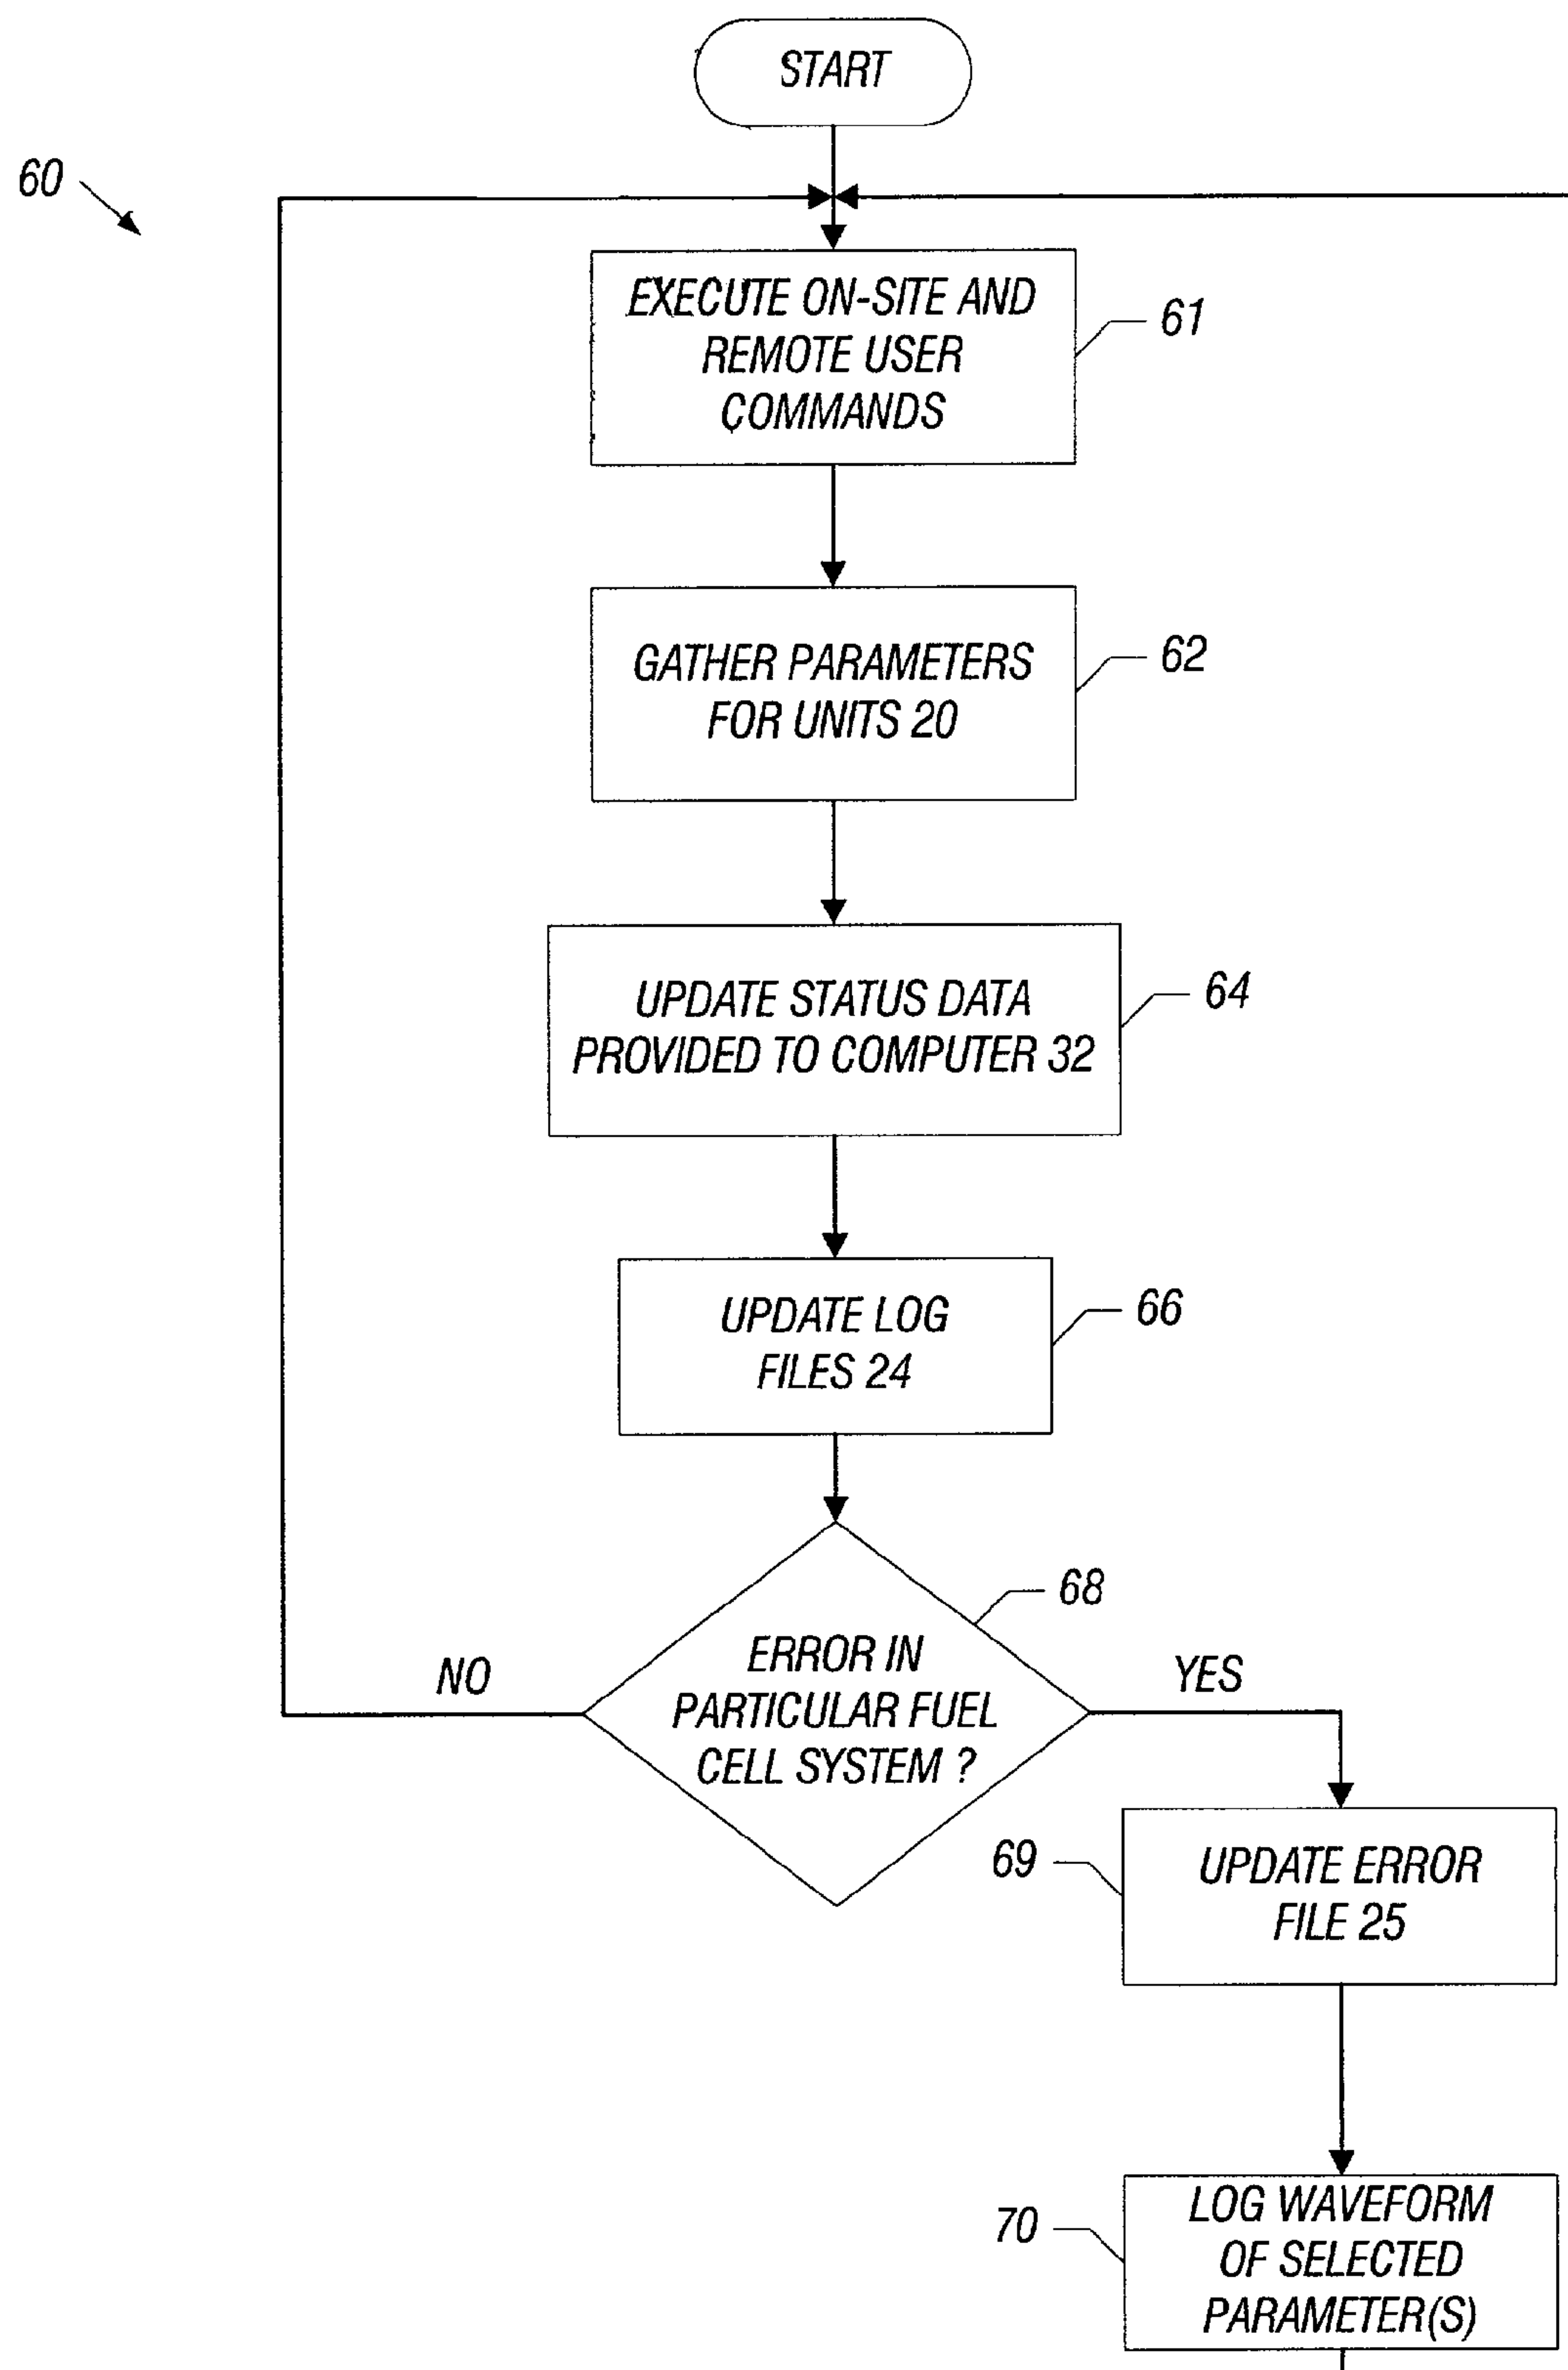 START
60
EXECUTE ON-SITE AND
REMOTE USER
COMMANDS
61
GATHER PARAMETERS
FOR UNITS 20
62
UPDATE STATUS DATA
PROVIDED TO COMPUTER 32
64
UPDATE LOG
FILES 24
66
68
ERROR IN
PARTICULAR FUEL
CELL SYSTEM ?
NO
YES
69
UPDATE ERROR
FILE 25
70
LOG WAVEFORM
OF SELECTED
PARAMETER(S)